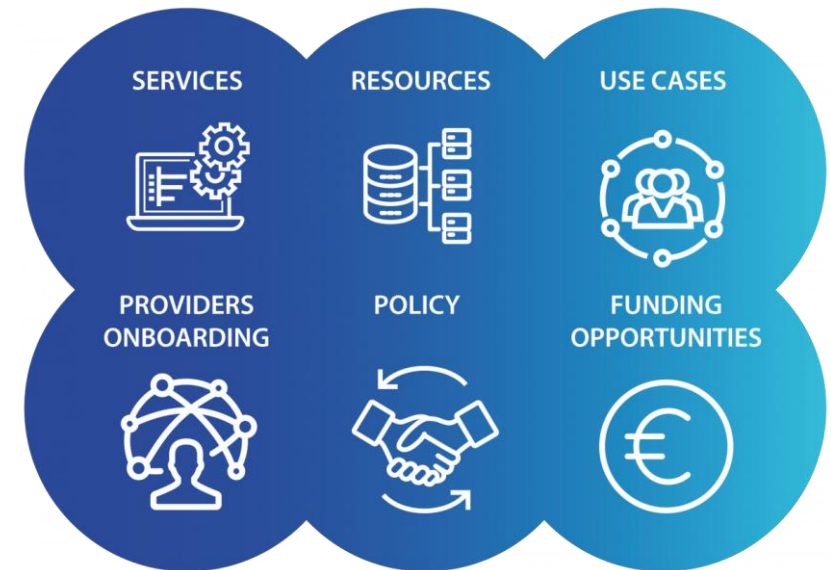 SERVICES
RESOURCES
USE CASES
PROVIDERS
ONBOARDING
POLICY
FUNDING
OPPORTUNITIES